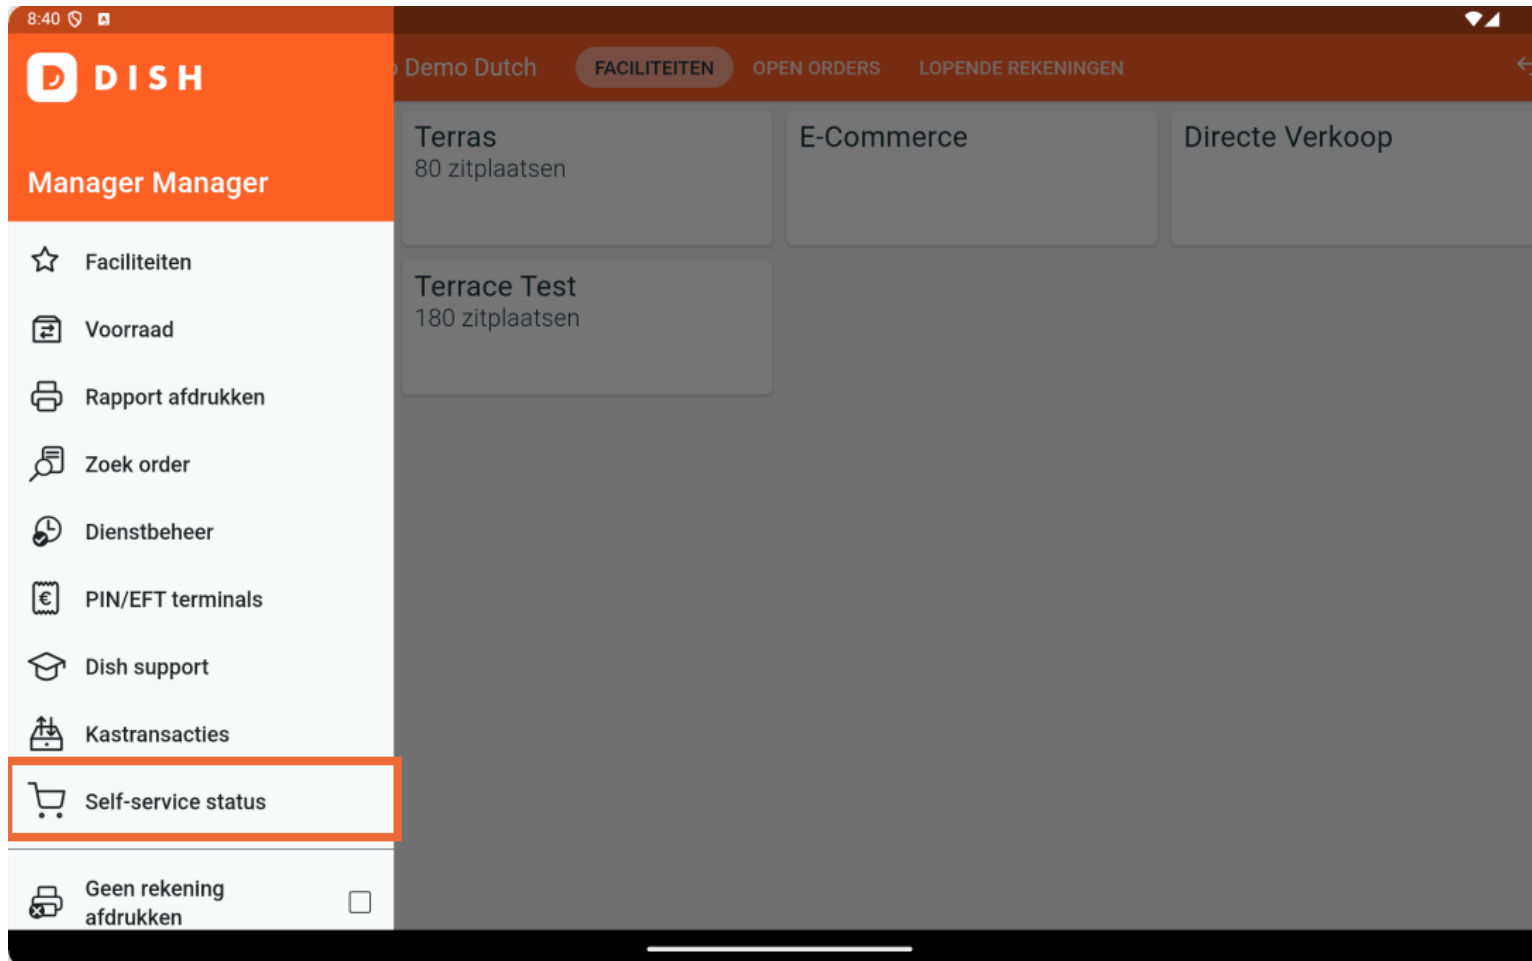 8:40
DISH
Manager Manager
Faciliteiten
Voorraad
Rapport afdrukken
Zoek order
Dienstbeheer
PIN/EFT terminals
Dish support
Kastransacties
Self-service status
Geen rekening
afdrukken
Demo Dutch
FACILITEITEN
OPEN ORDERS
LOPENDE REKENINGEN
Terras
80 zitplaatsen
E-Commerce
Directe Verkoop
Terrace Test
180 zitplaatsen